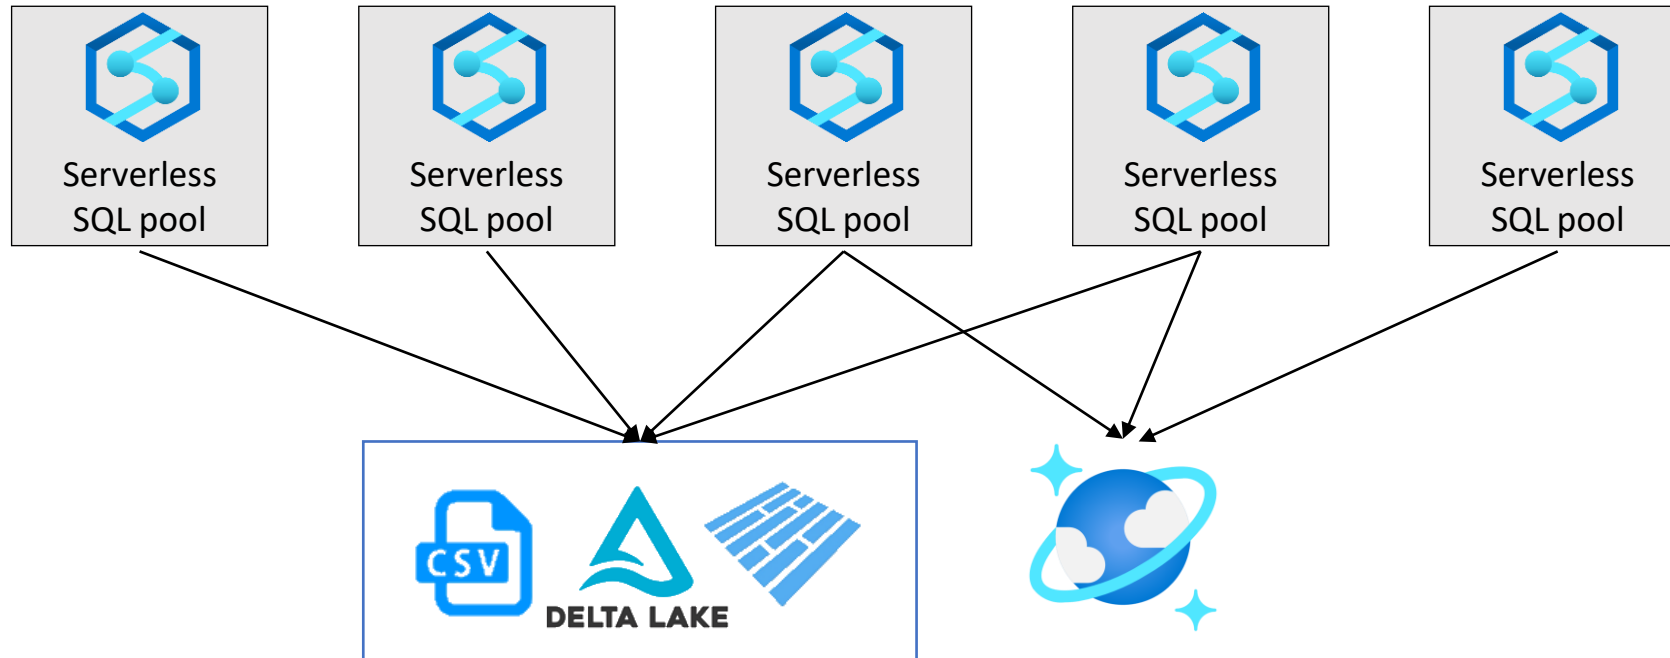 Serverless
SQL pool
Serverless
SQL pool
Serverless
SQL pool
Serverless
SQL pool
Serverless
SQL pool
CSV
DELTA LAKE